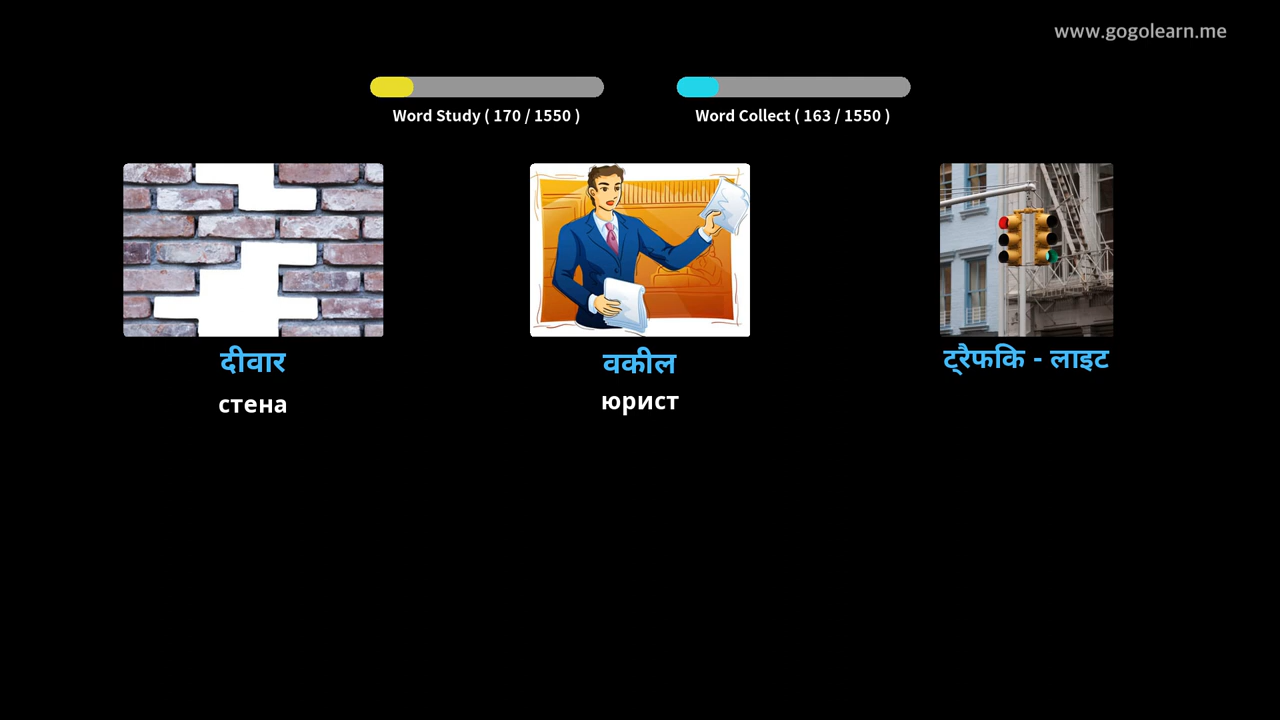 www.gogolearn.me
Word Study ( 170 / 1550 )
Word Collect ( 163 / 1550 )
दीवार
वकील
ट्रैफकि - लाइट
стена
юрист